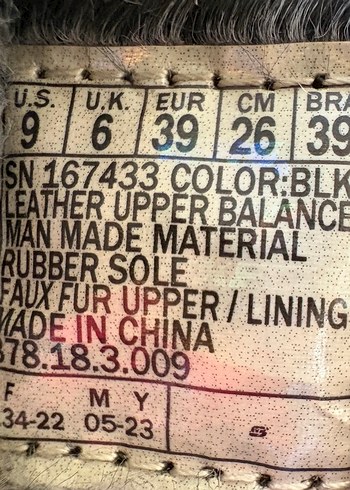 U.S. U.K. EUR CM BRA
9 6 39 26 39
SN 167433 COLOR:BLK
LEATHER UPPER BALANCE
MAN MADE MATERIAL
RUBBER SOLE
FAUX FUR UPPER / LINING
MADE IN CHINA
378.18.3.009
F M Y
34-22 05-23